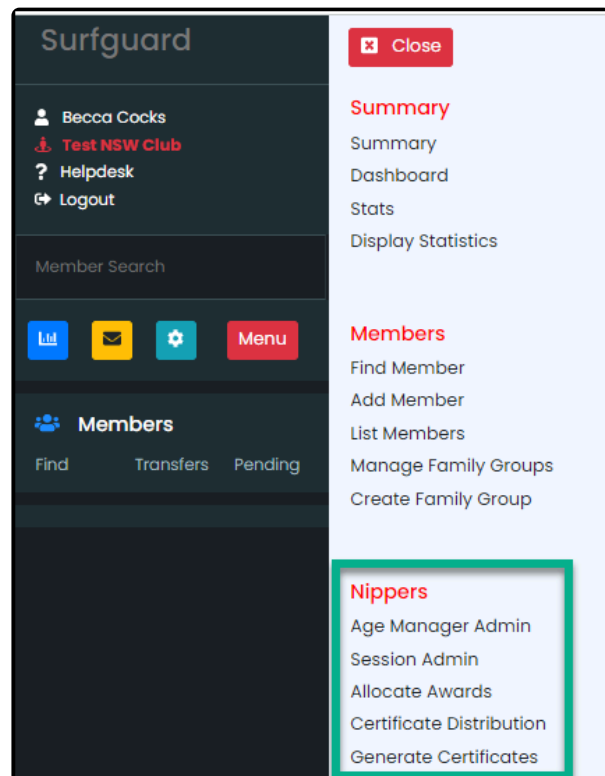 Surfguard
Becca Cocks
Test NSW Club
Helpdesk
Logout
Member Search
Menu
Members
Find Transfers Pending
Close
Summary
Summary
Dashboard
Stats
Display Statistics
Members
Find Member
Add Member
List Members
Manage Family Groups
Create Family Group
Nippers
Age Manager Admin
Session Admin
Allocate Awards
Certificate Distribution
Generate Certificates